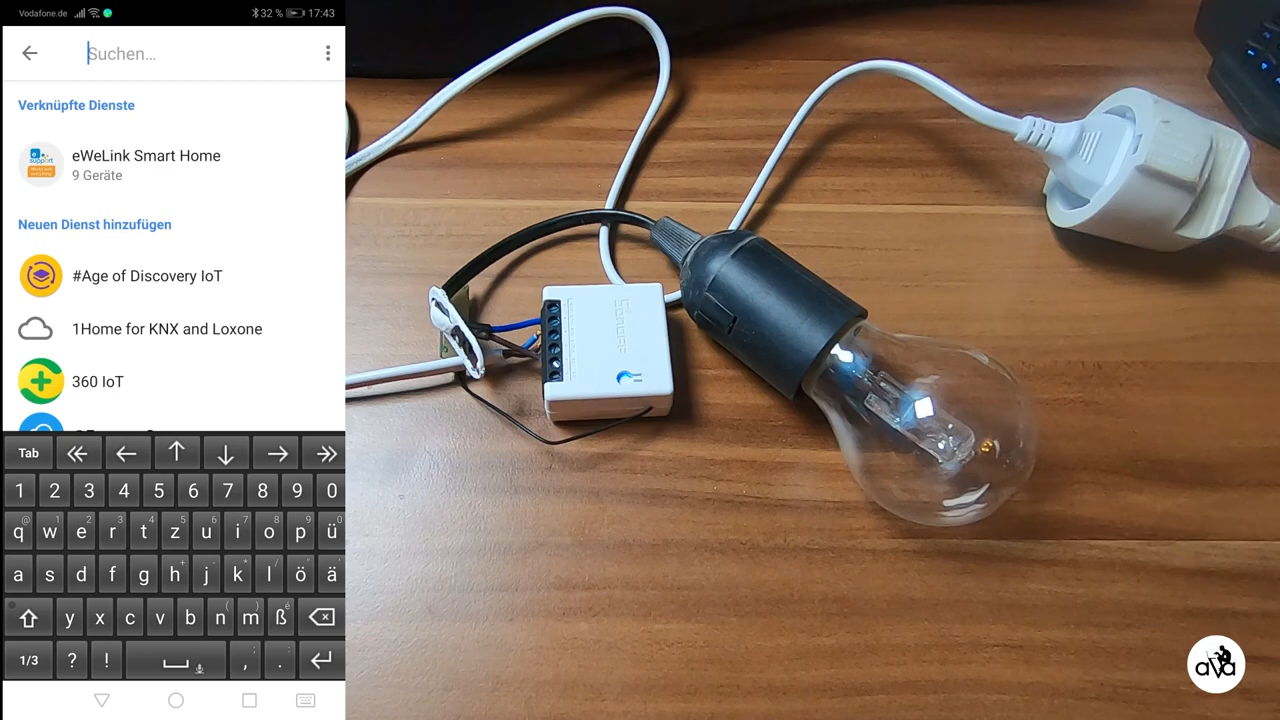 Vodafone.de 32 % 17:43
Suchen…
Verknüpfte Dienste
eWeLink Smart Home
9 Geräte
Neuen Dienst hinzufügen
#Age of Discovery IoT
1Home for KNX and Loxone
360 IoT
Tab
1 2 3 4 5 6 7 8 9 0
q w e r t z u i o p ü
a s d f g h j k l ö ä
y x c v b n m ß
1/3 ? ! , .
SONOFF
ava